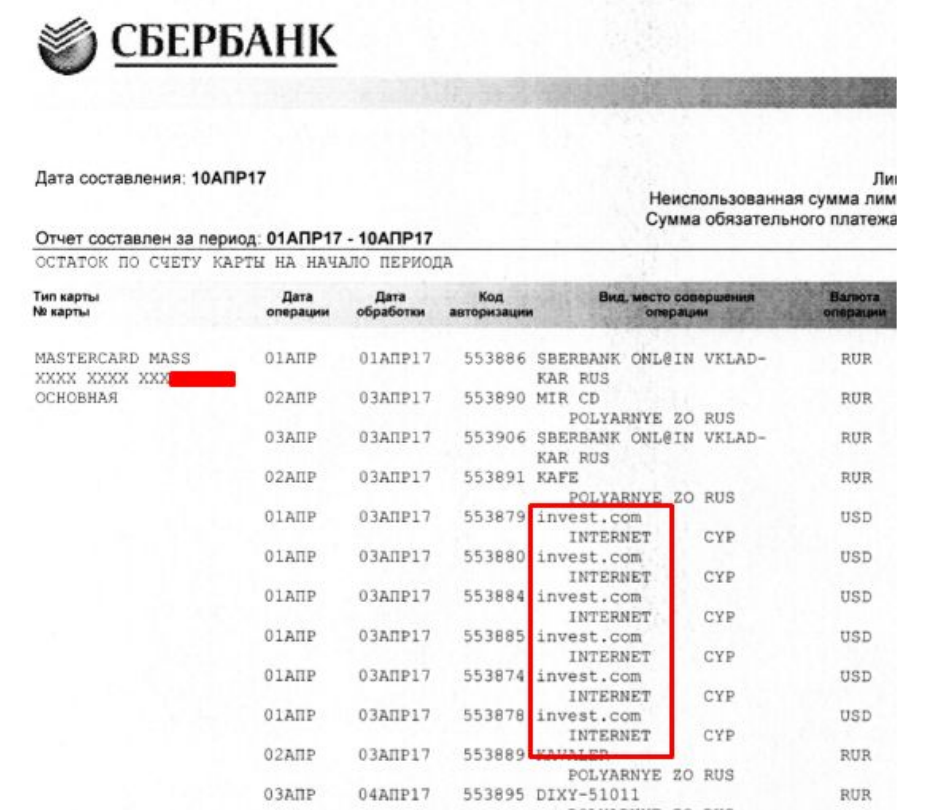 СБЕРБАНК
Дата составления: 10АПР17
Ли
Неиспользованная сумма лим
Сумма обязательного платежа
Отчет составлен за период: 01АПР17 - 10АПР17
ОСТАТОК ПО СЧЕТУ КАРТЫ НА НАЧАЛО ПЕРИОДА
Тип карты Дата Дата Код Вид, место совершения Валюта
№ карты операции обработки авторизации операции операции
MASTERCARD MASS 01АПР 01АПР17 553886 SBERBANK ONL@IN VKLAD- RUR
XXXX XXXX XXX KAR RUS
ОСНОВНАЯ 02АПР 03АПР17 553890 MIR CD RUR
POLYARNYE ZO RUS
03АПР 03АПР17 553906 SBERBANK ONL@IN VKLAD- RUR
KAR RUS
02АПР 03АПР17 553891 KAFE RUR
POLYARNYE ZO RUS
01АПР 03АПР17 553879 invest.com USD
INTERNET CYP
01АПР 03АПР17 553880 invest.com USD
INTERNET CYP
01АПР 03АПР17 553884 invest.com USD
INTERNET CYP
01АПР 03АПР17 553885 invest.com USD
INTERNET CYP
01АПР 03АПР17 553874 invest.com USD
INTERNET CYP
01АПР 03АПР17 553878 invest.com USD
INTERNET CYP
02АПР 03АПР17 553889 KAVALER RUR
POLYARNYE ZO RUS
03АПР 04АПР17 553895 DIXY-51011 RUR